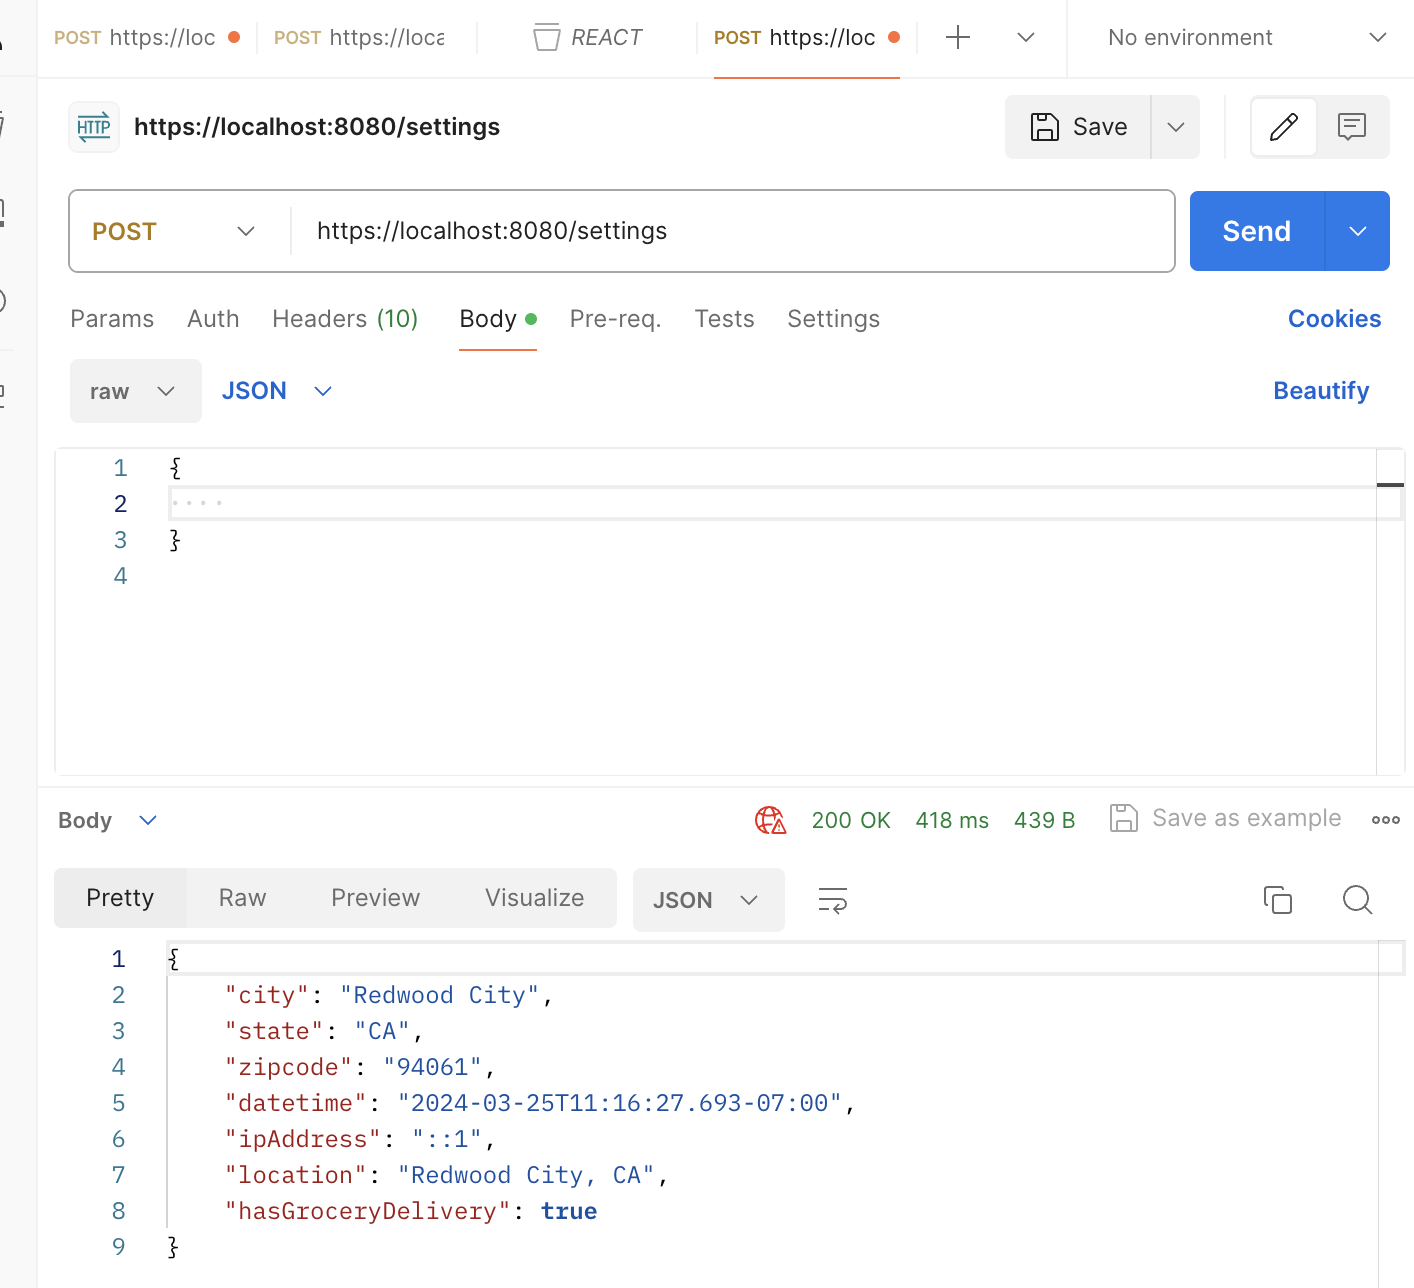 POST https://loc POST https://loca REACT POST https://loc No environment
HTTP https://localhost:8080/settings Save
POST https://localhost:8080/settings Send
Params Auth Headers (10) Body Pre-req. Tests Settings Cookies
raw JSON Beautify
1 {
2 ····
3 }
4
Body 200 OK 418 ms 439 B Save as example
Pretty Raw Preview Visualize JSON
1 {
2 "city": "Redwood City",
3 "state": "CA",
4 "zipcode": "94061",
5 "datetime": "2024-03-25T11:16:27.693-07:00",
6 "ipAddress": "::1",
7 "location": "Redwood City, CA",
8 "hasGroceryDelivery": true
9 }